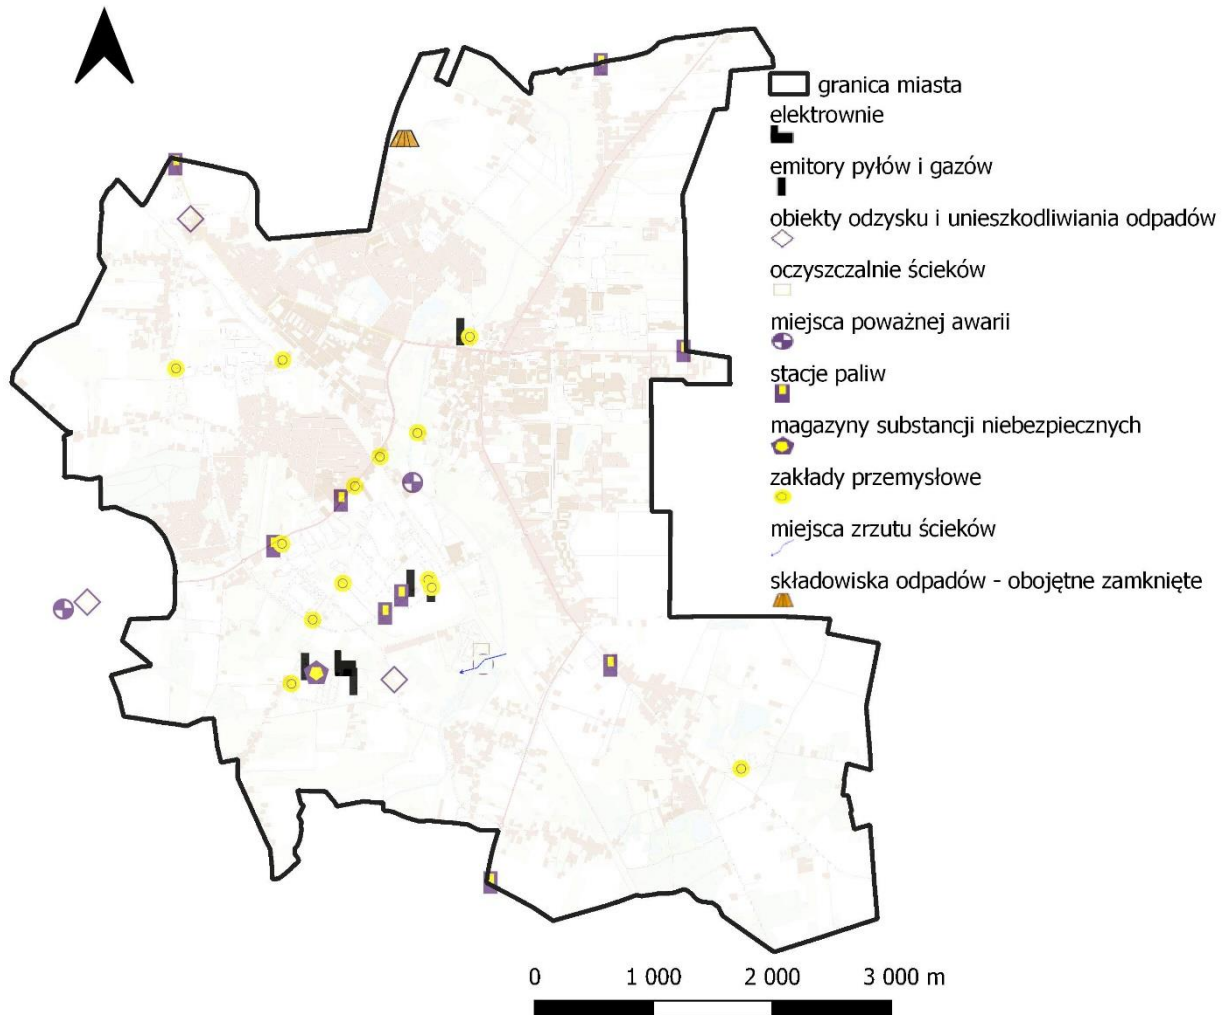 granica miasta
elektrownie
emitory pyłów i gazów
obiekty odzysku i unieszkodliwiania odpadów
oczyszczalnie ścieków
miejsca poważnej awarii
stacje paliw
magazyny substancji niebezpiecznych
zakłady przemysłowe
miejsca zrzutu ścieków
składowiska odpadów - obojętne zamknięte
0 1 000 2 000 3 000 m